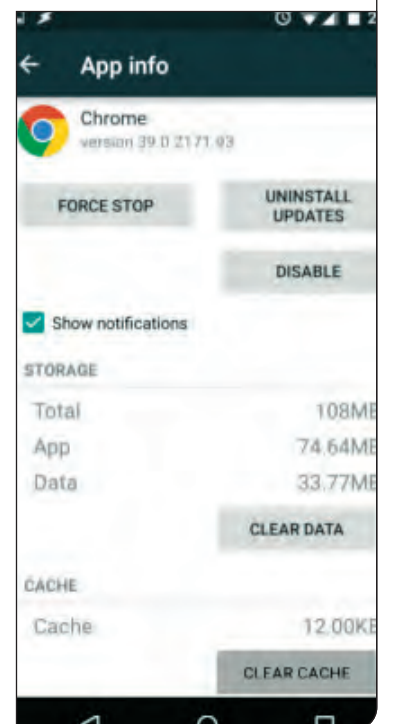 2
App info
Chrome
version 39.0.2171.93
FORCE STOP
UNINSTALL
UPDATES
DISABLE
Show notifications
STORAGE
Total 108MB
App 74.64MB
Data 33.77MB
CLEAR DATA
CACHE
Cache 12.00KB
CLEAR CACHE